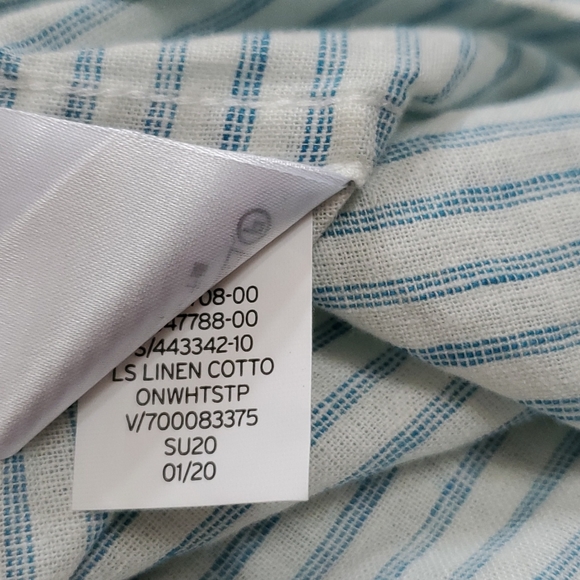 08-00
47788-00
S/443342-10
LS LINEN COTTO
ONWHTSTP
V/700083375
SU20
01/20